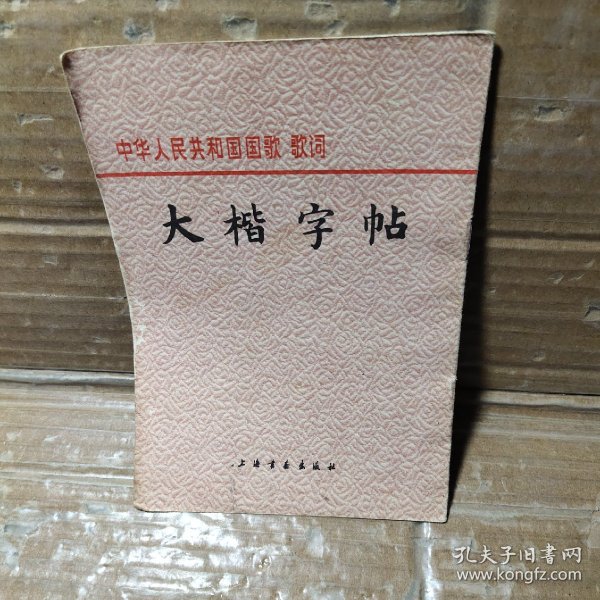 中华人民共和国国歌 歌词
大楷字帖
上海书画出版社
孔夫子旧书网
www.kongfz.com